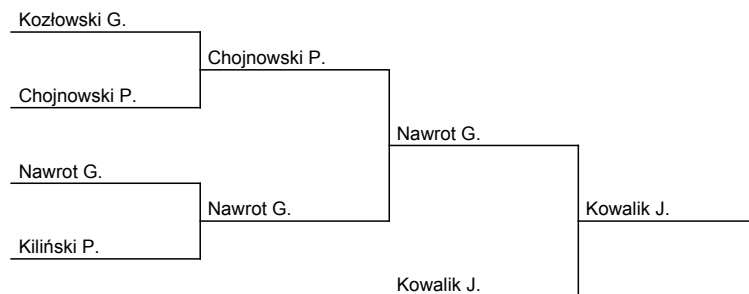 Kozłowski G.
Chojnowski P.
Chojnowski P.
Nawrot G.
Nawrot G.
Nawrot G.
Kowalik J.
Kiliński P.
Kowalik J.